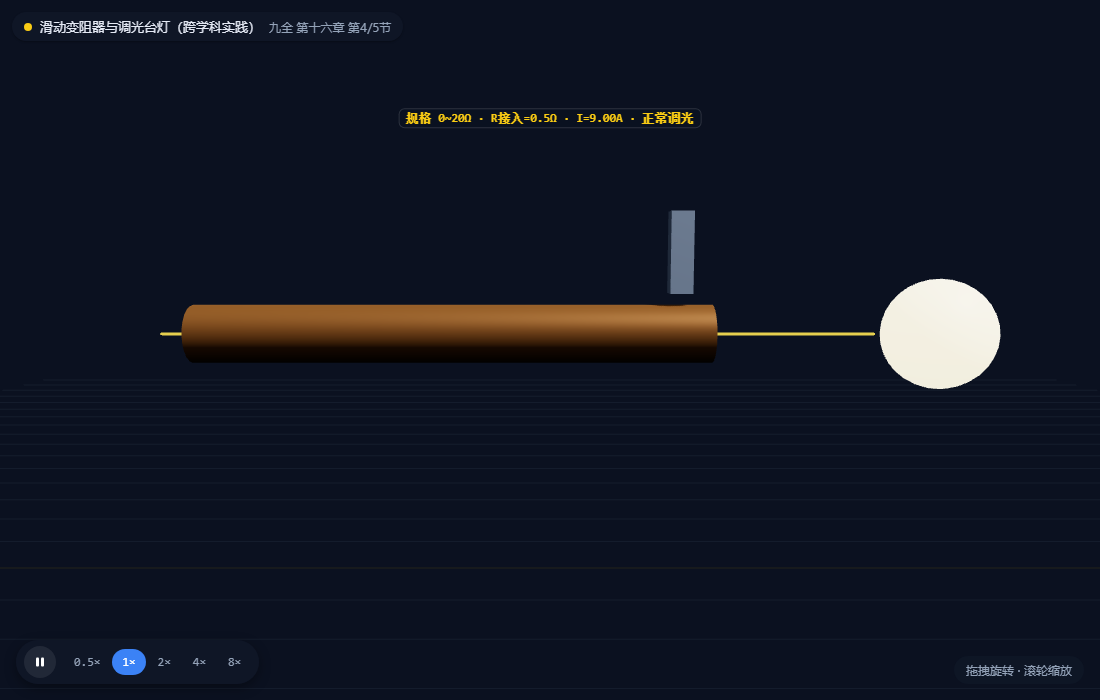 滑动变阻器与调光台灯（跨学科实践） 九全 第十六章 第4/5节
规格 0~20Ω · R接入=0.5Ω · I=9.00A · 正常调光
0.5× 1× 2× 4× 8×
拖拽旋转 · 滚轮缩放